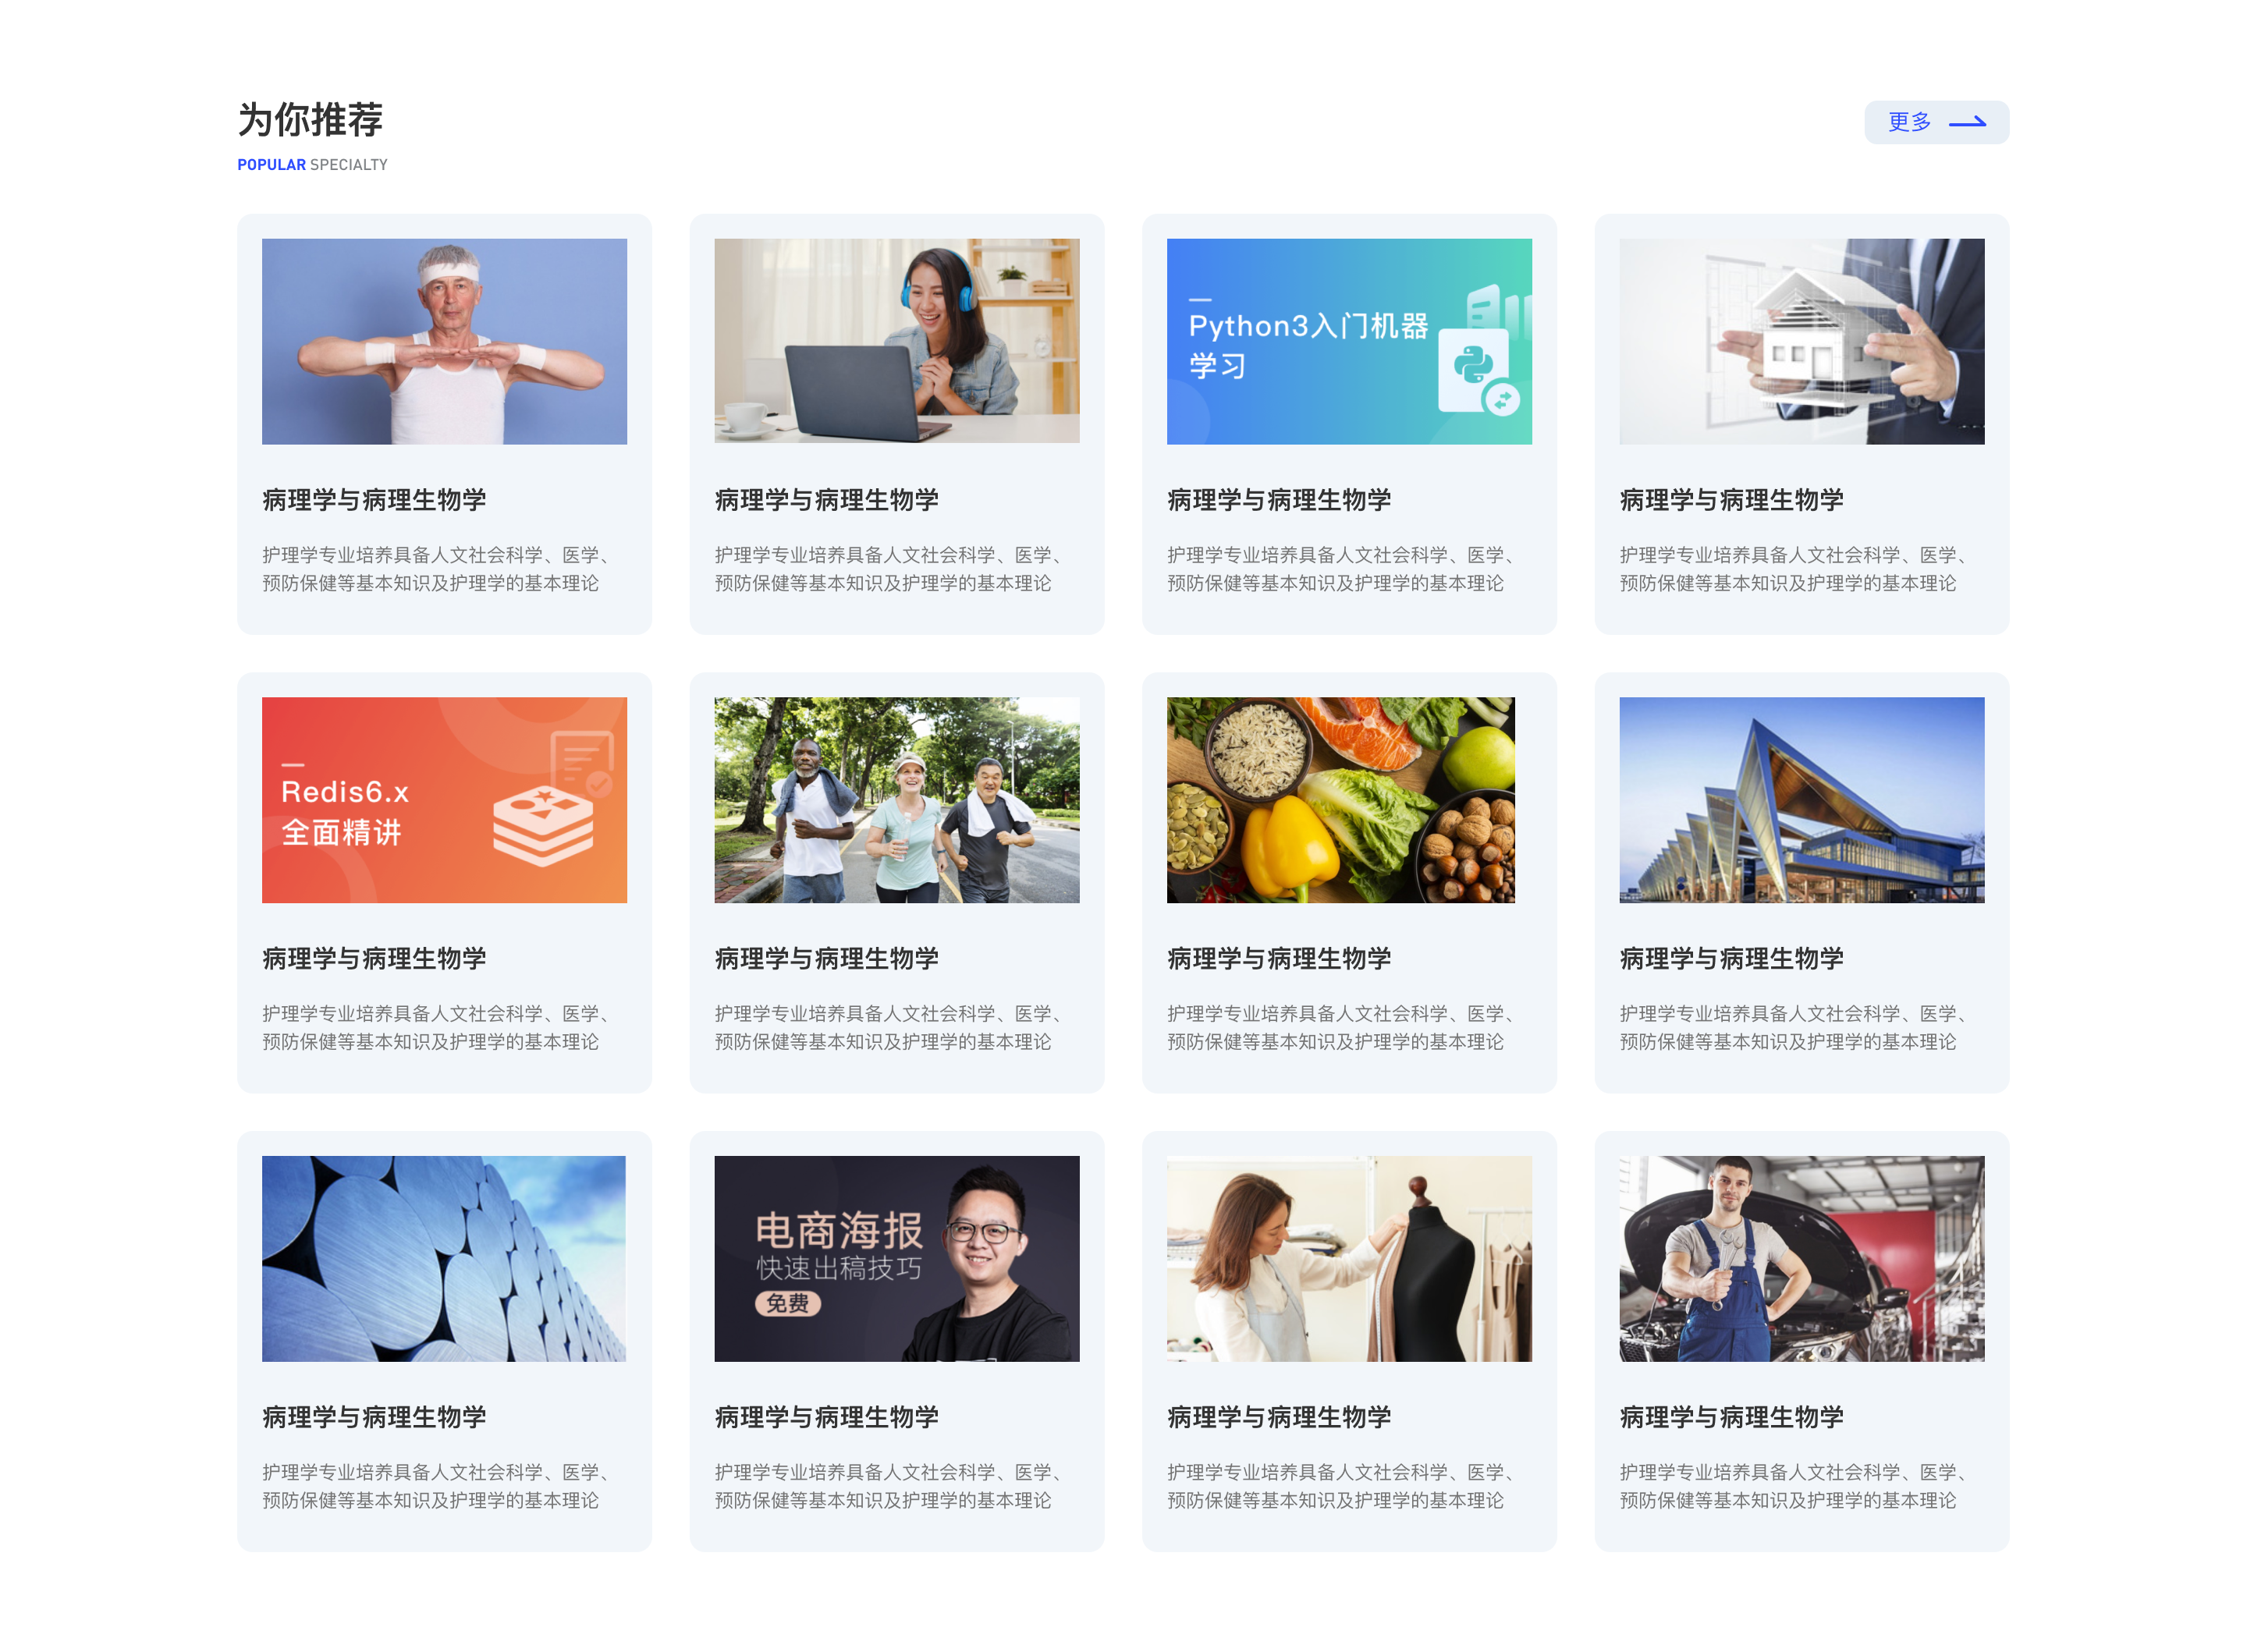 为你推荐
更多
POPULAR SPECIALTY
Python3入门机器
学习
病理学与病理生物学
病理学与病理生物学
病理学与病理生物学
病理学与病理生物学
护理学专业培养具备人文社会科学、医学、
预防保健等基本知识及护理学的基本理论
护理学专业培养具备人文社会科学、医学、
预防保健等基本知识及护理学的基本理论
护理学专业培养具备人文社会科学、医学、
预防保健等基本知识及护理学的基本理论
护理学专业培养具备人文社会科学、医学、
预防保健等基本知识及护理学的基本理论
Redis6.x
全面精讲
病理学与病理生物学
病理学与病理生物学
病理学与病理生物学
病理学与病理生物学
护理学专业培养具备人文社会科学、医学、
预防保健等基本知识及护理学的基本理论
护理学专业培养具备人文社会科学、医学、
预防保健等基本知识及护理学的基本理论
护理学专业培养具备人文社会科学、医学、
预防保健等基本知识及护理学的基本理论
护理学专业培养具备人文社会科学、医学、
预防保健等基本知识及护理学的基本理论
电商海报
快速出稿技巧
免费
病理学与病理生物学
病理学与病理生物学
病理学与病理生物学
病理学与病理生物学
护理学专业培养具备人文社会科学、医学、
预防保健等基本知识及护理学的基本理论
护理学专业培养具备人文社会科学、医学、
预防保健等基本知识及护理学的基本理论
护理学专业培养具备人文社会科学、医学、
预防保健等基本知识及护理学的基本理论
护理学专业培养具备人文社会科学、医学、
预防保健等基本知识及护理学的基本理论